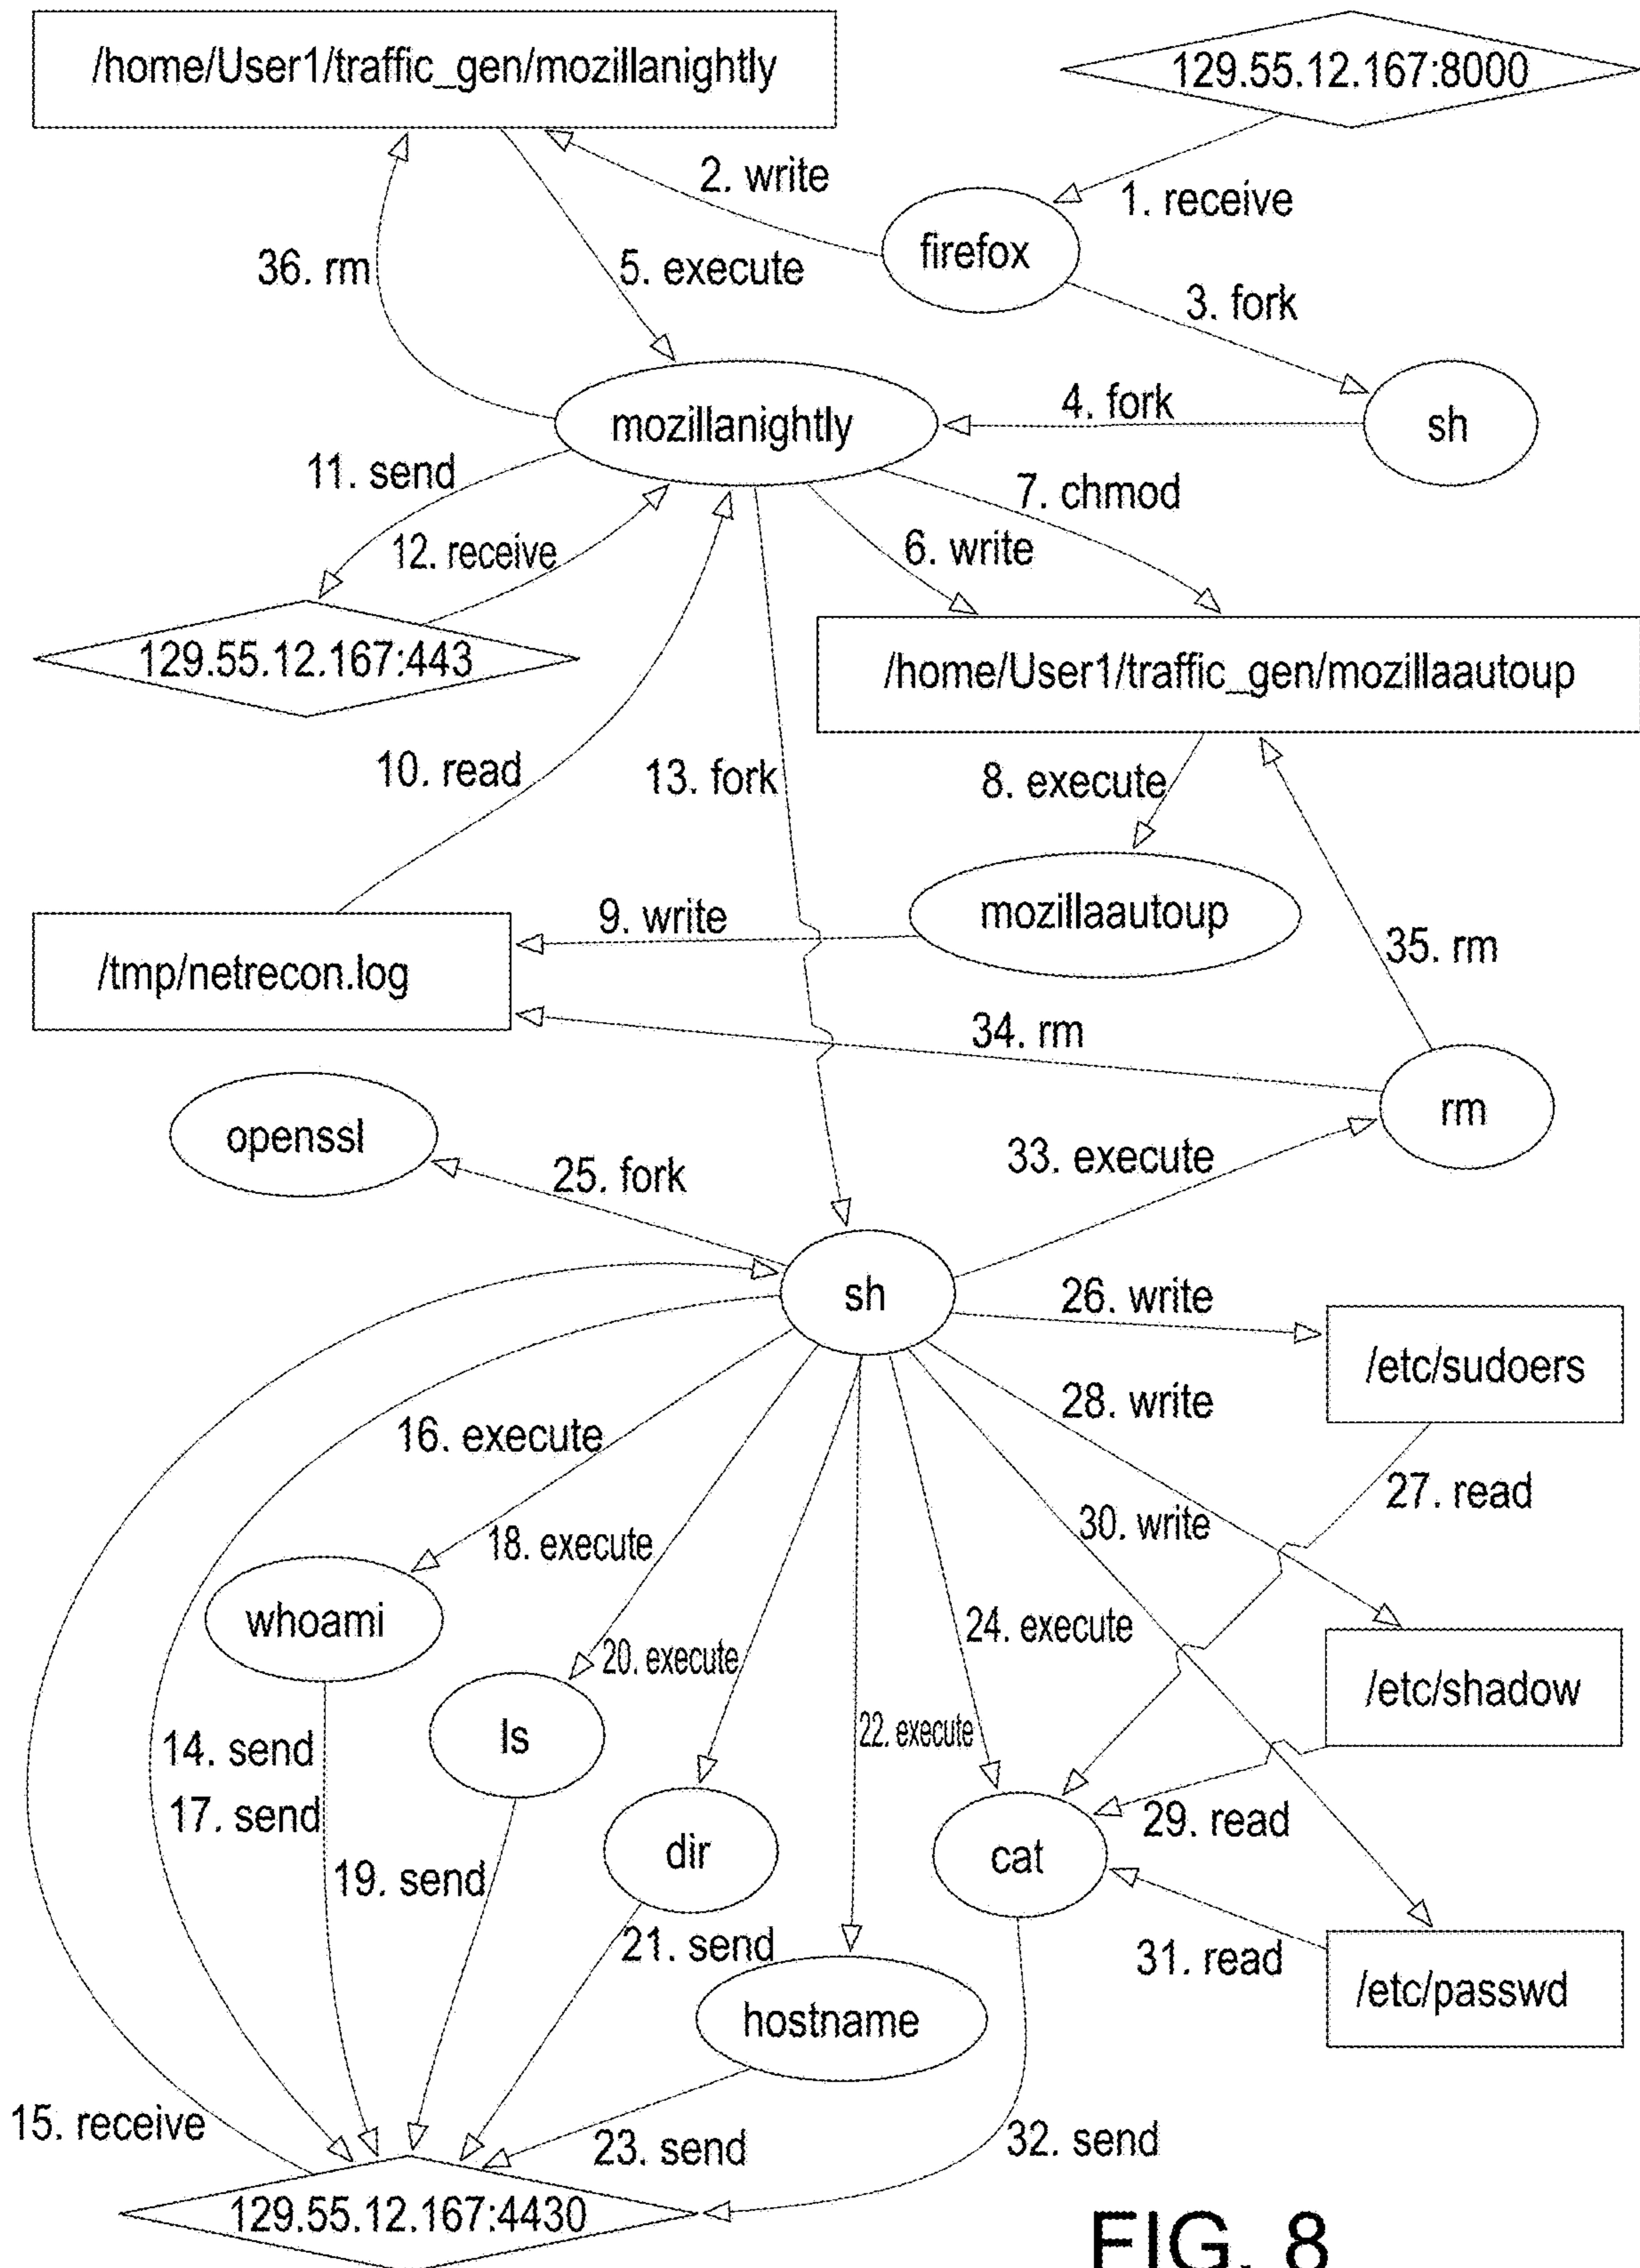 /home/User1/traffic_gen/mozillanightly
129.55.12.167:8000
2. write
1. receive
firefox
36. rm
5. execute
3. fork
4. fork
mozillanightly
sh
11. send
7. chmod
12. receive
6. write
129.55.12.167:443
/home/User1/traffic_gen/mozillaautoup
10. read
13. fork
8. execute
9. write
mozillaautoup
35. rm
/tmp/netrecon.log
34. rm
rm
openssl
33. execute
25. fork
sh
26. write
/etc/sudoers
28. write
16. execute
27. read
30. write
18. execute
whoami
24. execute
20. execute
/etc/shadow
22. execute
ls
14. send
17. send
29. read
dir
cat
19. send
21. send
31. read
/etc/passwd
hostname
15. receive
23. send
32. send
129.55.12.167:4430
FIG. 8